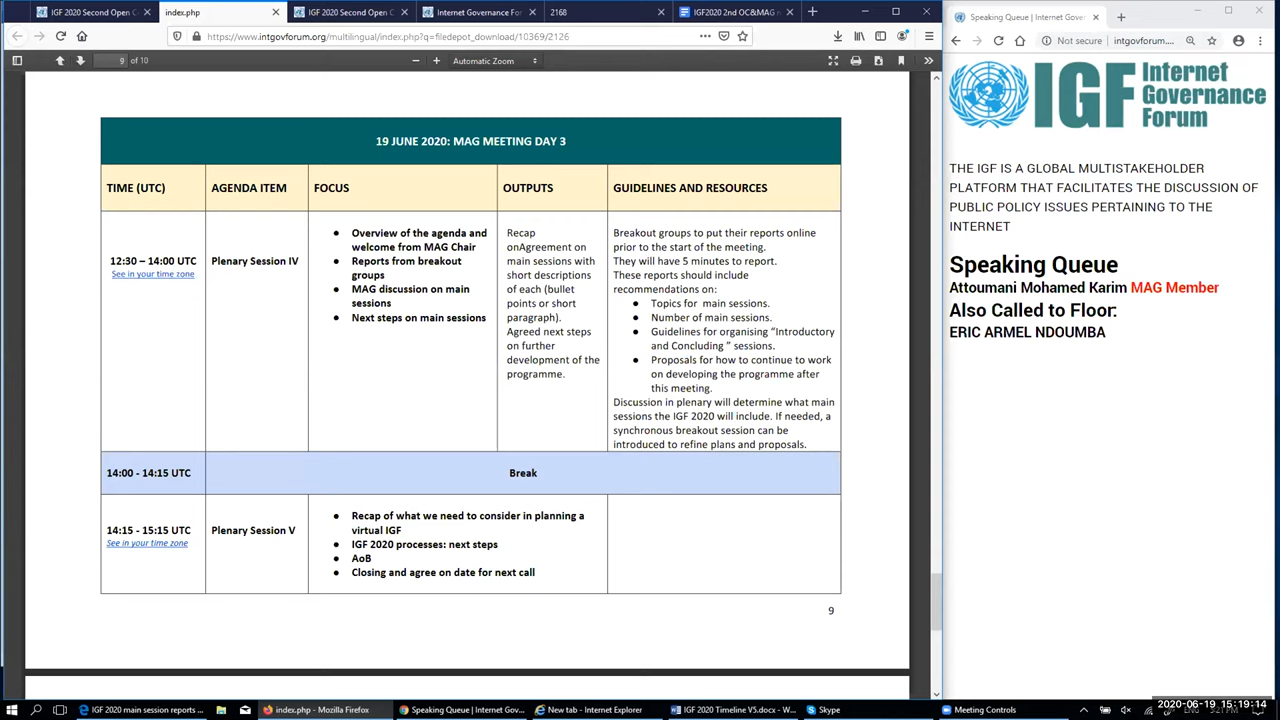 IGF 2020 Second Open C
index.php
IGF 2020 Second Open C
Internet Governance Fo
2168
IGF2020 2nd OC&MAG n
https://www.intgovforum.org/multilingual/index.php?q=filedepot_download/10369/2126
9 of 10
Automatic Zoom
19 JUNE 2020: MAG MEETING DAY 3
TIME (UTC)
AGENDA ITEM
FOCUS
OUTPUTS
GUIDELINES AND RESOURCES
12:30 – 14:00 UTC
See in your time zone
Plenary Session IV
● Overview of the agenda and
welcome from MAG Chair
● Reports from breakout
groups
● MAG discussion on main
sessions
● Next steps on main sessions
Recap
onAgreement on
main sessions with
short descriptions
of each (bullet
points or short
paragraph).
Agreed next steps
on further
development of the
programme.
Breakout groups to put their reports online
prior to the start of the meeting.
They will have 5 minutes to report.
These reports should include
recommendations on:
● Topics for main sessions.
● Number of main sessions.
● Guidelines for organising “Introductory
and Concluding ” sessions.
● Proposals for how to continue to work
on developing the programme after
this meeting.
Discussion in plenary will determine what main
sessions the IGF 2020 will include. If needed, a
synchronous breakout session can be
introduced to refine plans and proposals.
14:00 - 14:15 UTC
Break
14:15 - 15:15 UTC
See in your time zone
Plenary Session V
● Recap of what we need to consider in planning a
virtual IGF
● IGF 2020 processes: next steps
● AoB
● Closing and agree on date for next call
9
Speaking Queue | Internet Gover
Not secure
intgovforum....
IGF Internet
Governance
Forum
THE IGF IS A GLOBAL MULTISTAKEHOLDER
PLATFORM THAT FACILITATES THE DISCUSSION OF
PUBLIC POLICY ISSUES PERTAINING TO THE
INTERNET
Speaking Queue
Attoumani Mohamed Karim MAG Member
Also Called to Floor:
ERIC ARMEL NDOUMBA
IGF 2020 main session reports ...
index.php - Mozilla Firefox
Speaking Queue | Internet Gov...
New tab - Internet Explorer
IGF 2020 Timeline V5.docx - W...
Skype
Meeting Controls
2020-06-19 15:19:14